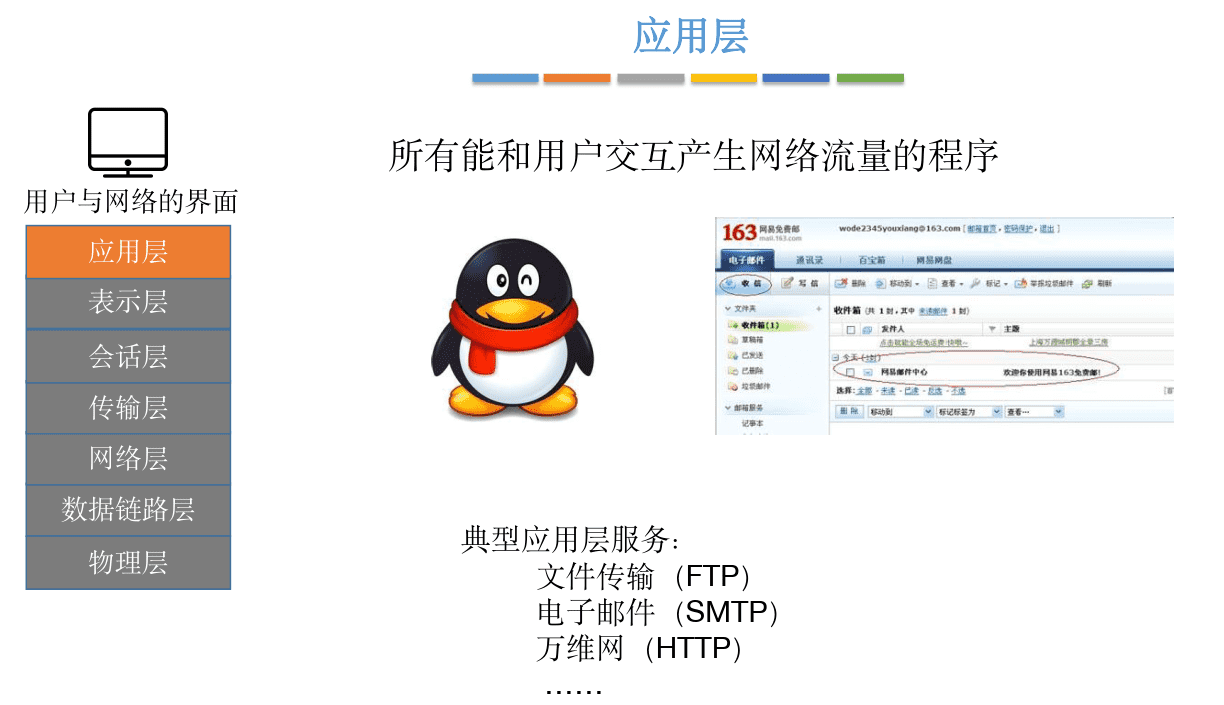 应用层
所有能和用户交互产生网络流量的程序
用户与网络的界面
应用层
表示层
会话层
传输层
网络层
数据链路层
物理层
163 网易免费邮
mail.163.com
wode2345youxiang@163.com [邮箱首页, 密码保护, 退出]
电子邮件 通讯录 百宝箱 网易网盘
收信 写信 删除 移动到 查看 标记 举报垃圾邮件 刷新
文件夹
收件箱(1)
草稿箱
已发送
已删除
垃圾邮件
邮箱服务
记事本
收件箱 (共 1 封, 其中 未读邮件 1 封)
发件人 主题
今天 (1封)
网易邮件中心 欢迎你使用网易163免费邮!
选择: 全部 - 未读 - 已读 - 反选 - 不选
删除 移动到 标记标签为 查看…
典型应用层服务:
文件传输（FTP）
电子邮件（SMTP）
万维网（HTTP）
……